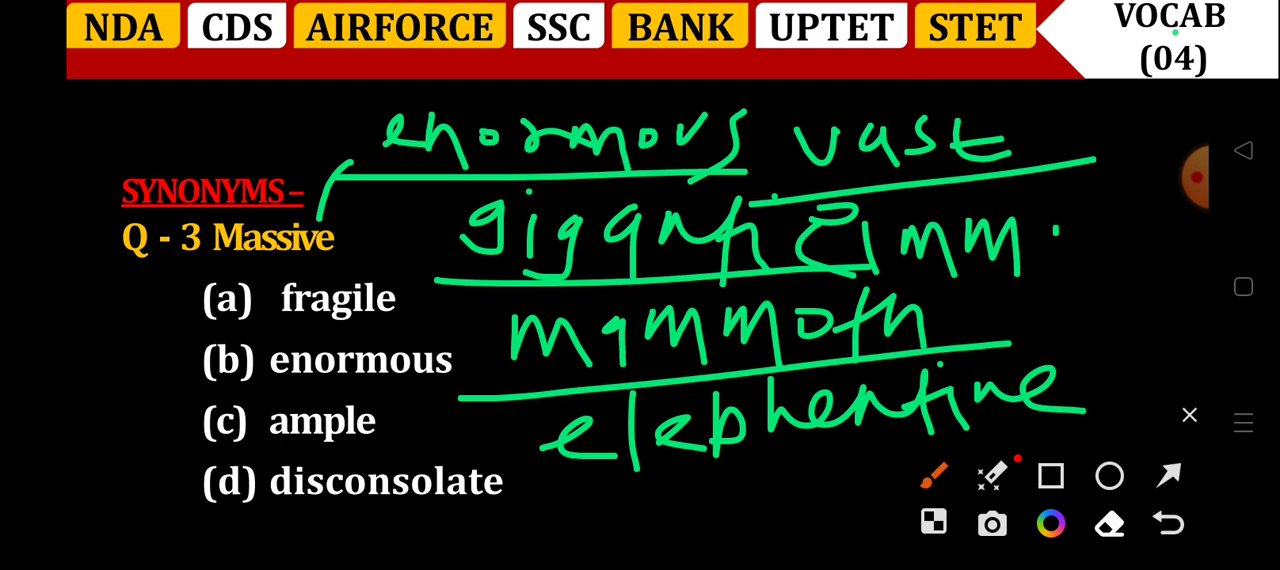 NDA CDS AIRFORCE SSC BANK UPTET STET VOCAB
(04)
enormous vast
SYNONYMS –
Q - 3 Massive
gigantic imm.
(a) fragile
mammoth
(b) enormous
elephentine
(c) ample
(d) disconsolate